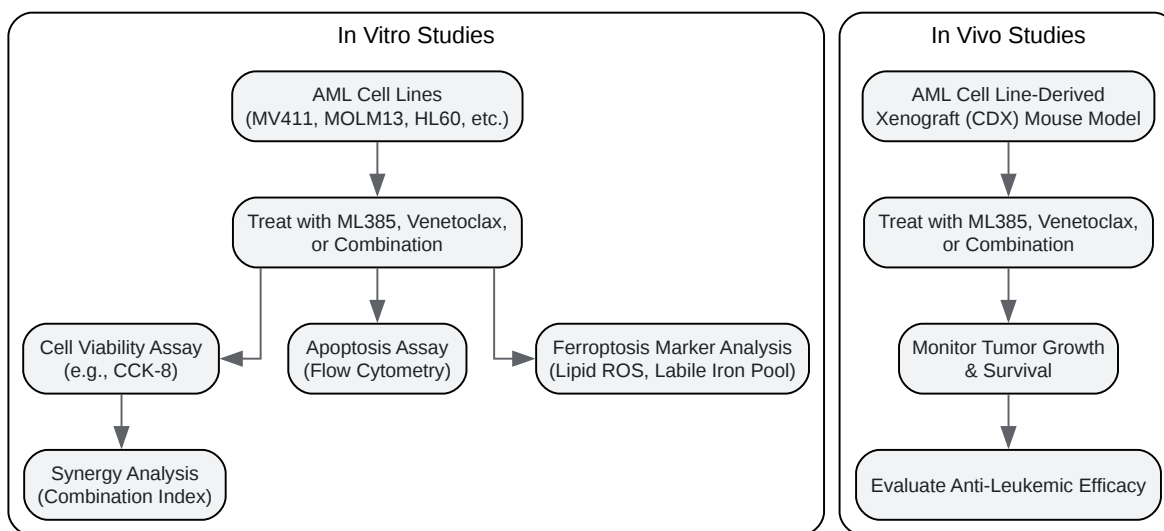 In Vitro Studies
AML Cell Lines
(MV411, MOLM13, HL60, etc.)
Treat with ML385, Venetoclax,
or Combination
Cell Viability Assay
(e.g., CCK-8)
Apoptosis Assay
(Flow Cytometry)
Ferroptosis Marker Analysis
(Lipid ROS, Labile Iron Pool)
Synergy Analysis
(Combination Index)
In Vivo Studies
AML Cell Line-Derived
Xenograft (CDX) Mouse Model
Treat with ML385, Venetoclax,
or Combination
Monitor Tumor Growth
& Survival
Evaluate Anti-Leukemic Efficacy